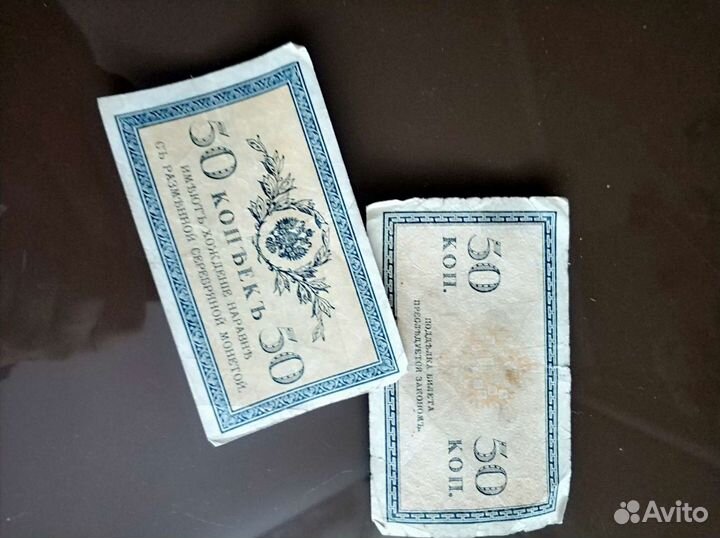 50 КОПѢЕКЪ 50
ИМѢЮТЪ ХОЖДЕНІЕ НАРАВНѢ
СЪ РАЗМѢННОЙ СЕРЕБРЯНОЙ МОНЕТОЙ.
50 50
КОП. КОП.
ПОДДѢЛКА БИЛЕТА
ПРЕСЛѢДУЕТСЯ ЗАКОНОМЪ.
Avito